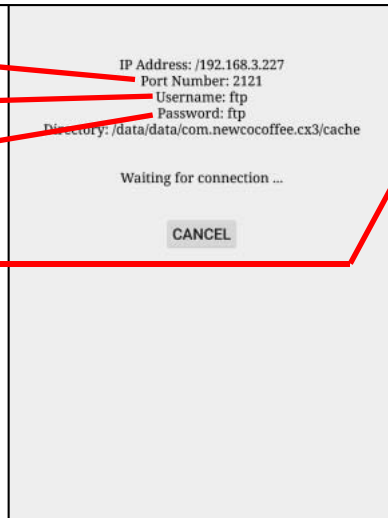 IP Address: /192.168.3.227
Port Number: 2121
Username: ftp
Password: ftp
Directory: /data/data/com.newcocoffee.cx3/cache
Waiting for connection ...
CANCEL